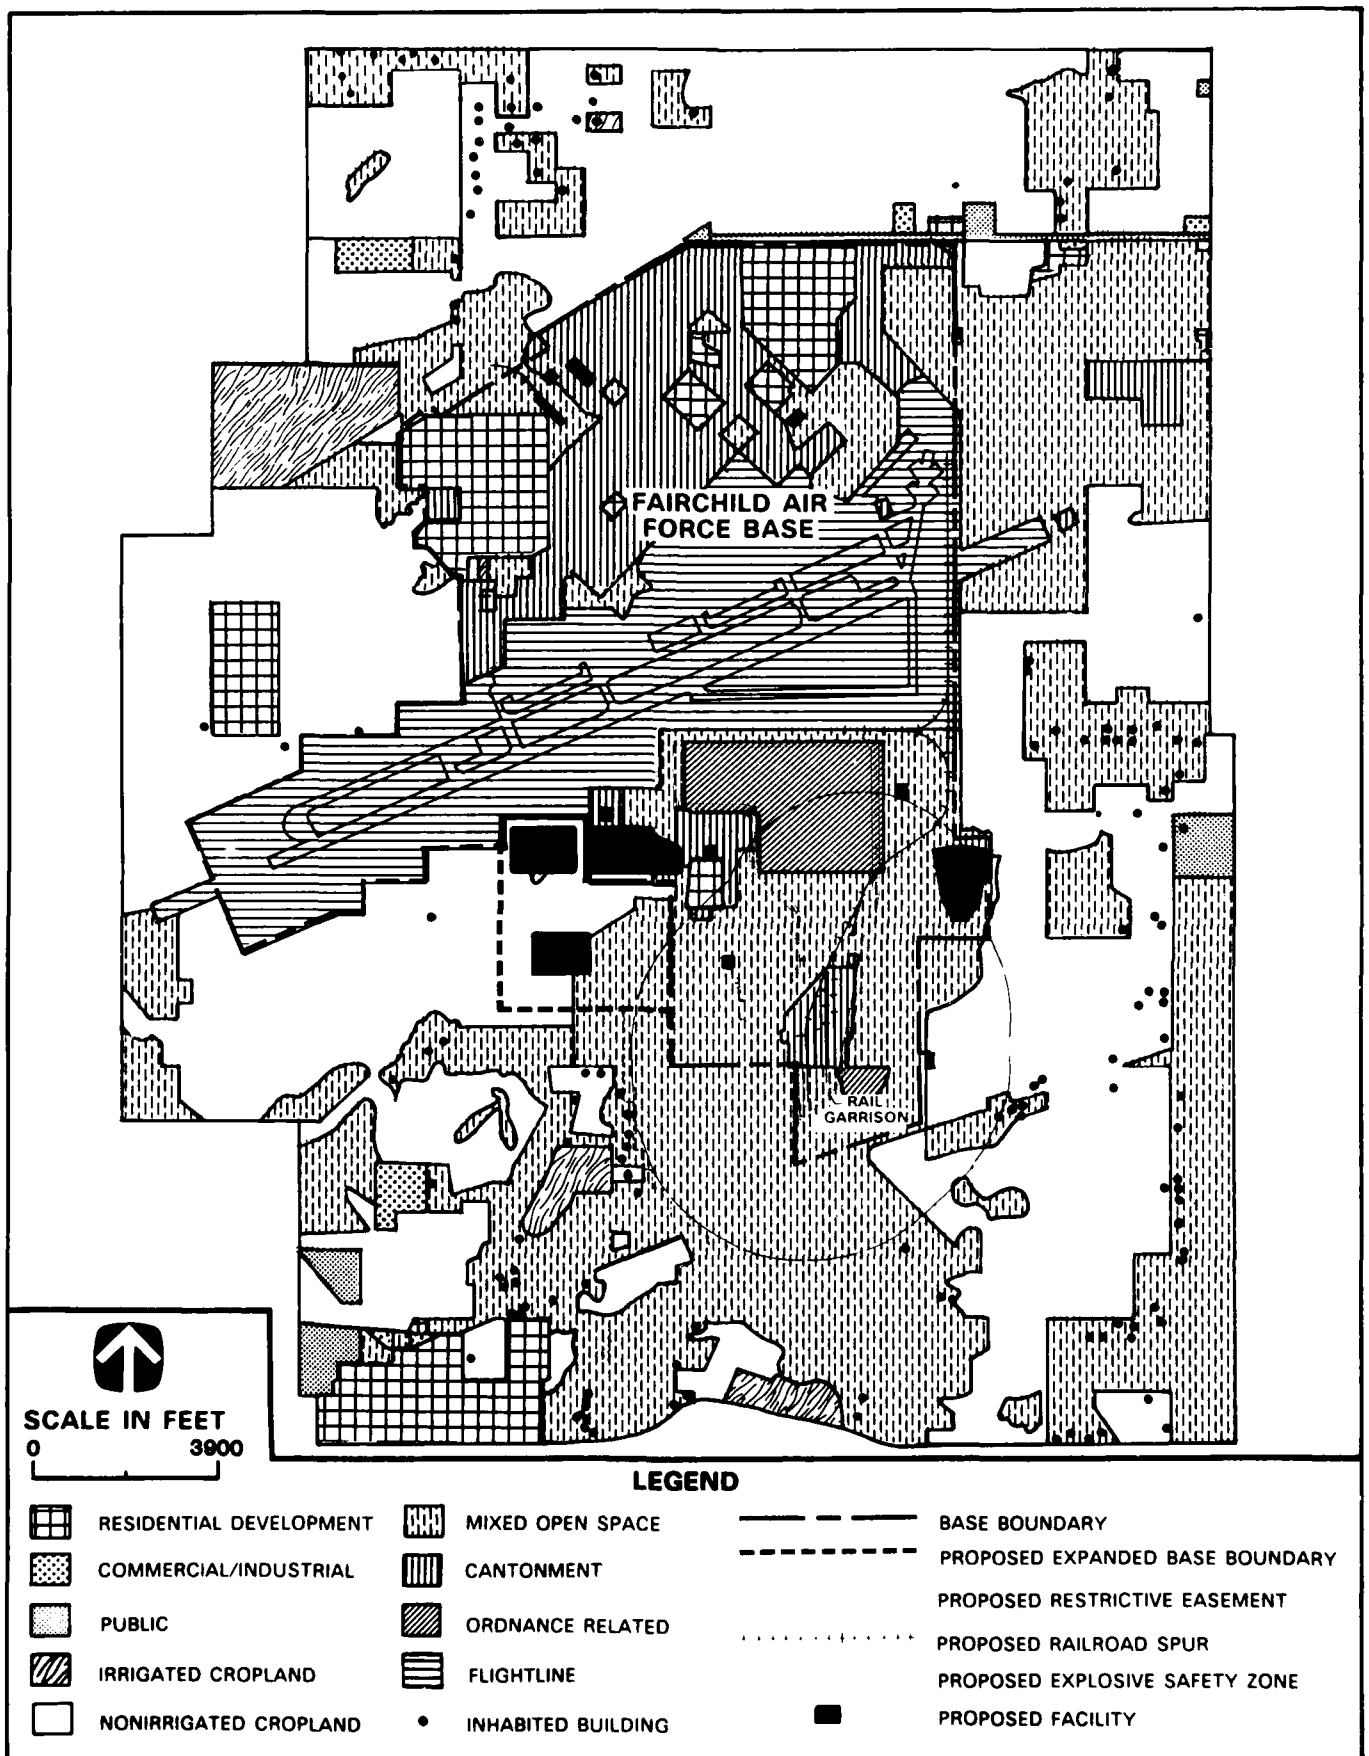 FAIRCHILD AIR
FORCE BASE
RAIL
GARRISON
SCALE IN FEET
0 3900
LEGEND
RESIDENTIAL DEVELOPMENT
COMMERCIAL/INDUSTRIAL
PUBLIC
IRRIGATED CROPLAND
NONIRRIGATED CROPLAND
MIXED OPEN SPACE
CANTONMENT
ORDNANCE RELATED
FLIGHTLINE
INHABITED BUILDING
BASE BOUNDARY
PROPOSED EXPANDED BASE BOUNDARY
PROPOSED RESTRICTIVE EASEMENT
PROPOSED RAILROAD SPUR
PROPOSED EXPLOSIVE SAFETY ZONE
PROPOSED FACILITY